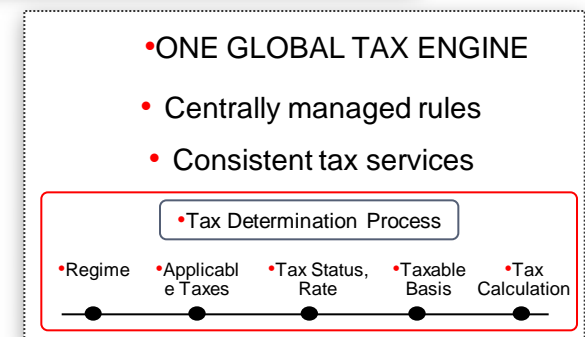 •ONE GLOBAL TAX ENGINE
• Centrally managed rules
• Consistent tax services
•Tax Determination Process
•Regime
•Applicabl
e Taxes
•Tax Status,
Rate
•Taxable
Basis
•Tax
Calculation